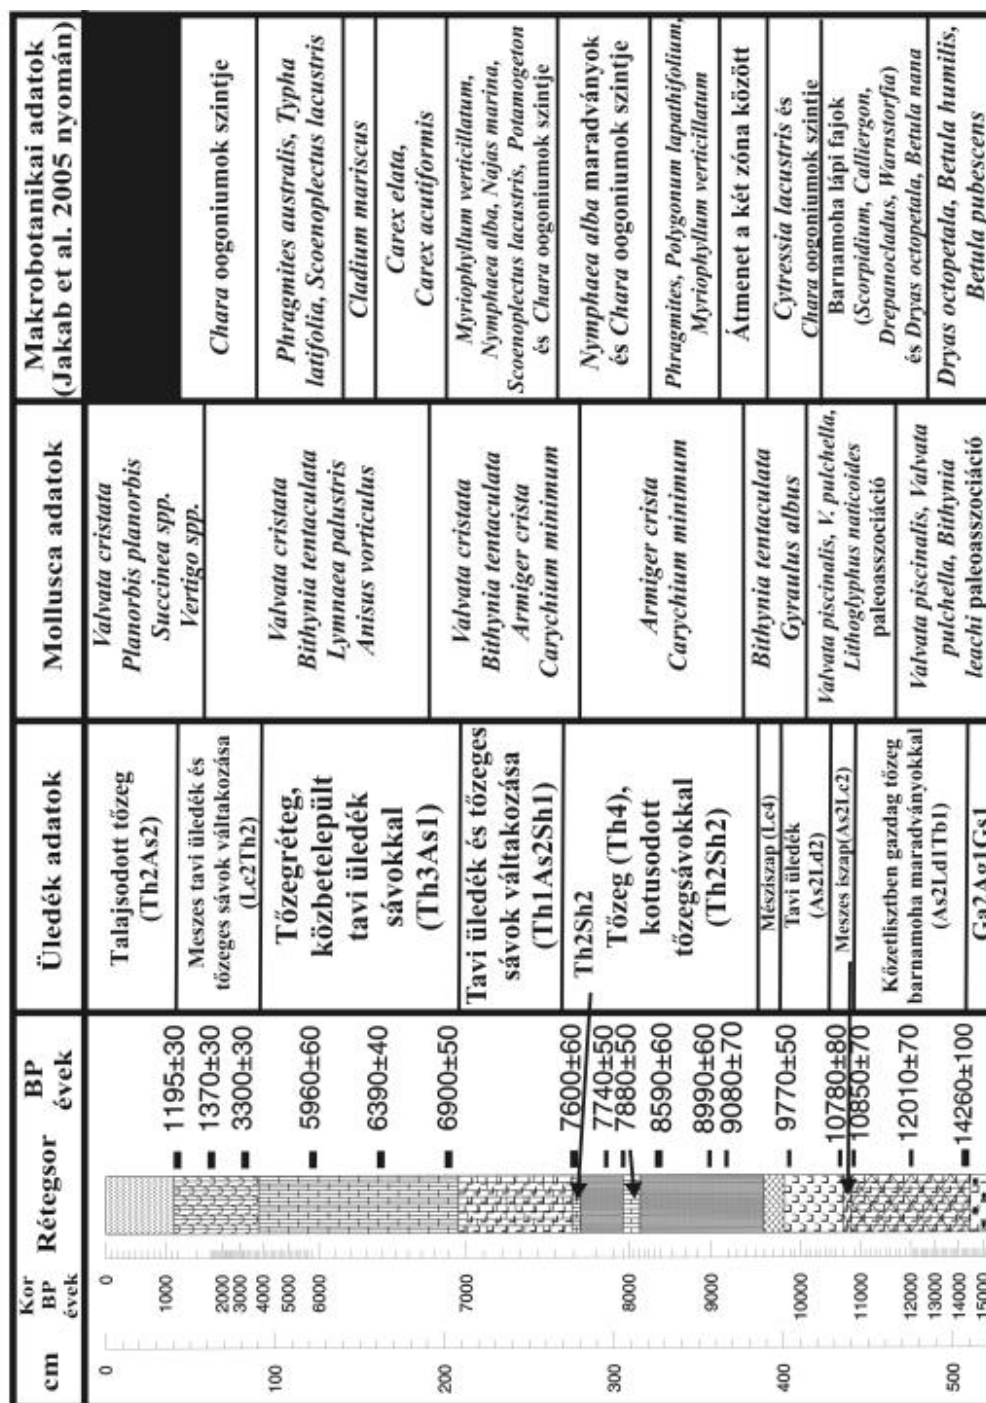 cm
0
100
200
300
400
500
Kor
BP
évek
0
1000
2000
3000
4000
5000
6000
7000
8000
9000
10000
11000
12000
13000
14000
15000
Rétegsor
BP
évek
1195±30
1370±30
3300±30
5960±60
6390±40
6900±50
7600±60
7740±50
7880±50
8590±60
8990±60
9080±70
9770±50
10780±80
10850±70
12010±70
14260±100
Üledék adatok
Talajsodott tőzeg
(Th2As2)
Meszes tavi üledék és
tőzeges sávok váltakozása
(Lc2Th2)
Tőzegréteg,
közbetelepült
tavi üledék
sávokkal
(Th3As1)
Tavi üledék és tőzeges
sávok váltakozása
(Th1As2Sh1)
Th2Sh2
Tőzeg (Th4),
kotusodott
tőzegsávokkal
(Th2Sh2)
Mésziszap (Lc4)
Tavi üledék
(As2Ld2)
Meszes iszap(As2Lc2)
Kőzetlisztben gazdag tőzeg
barnamoha maradványokkal
(As2Ld1Tb1)
Ga2Ag1Gs1
Mollusca adatok
Valvata cristata
Planorbis planorbis
Succinea spp.
Vertigo spp.
Valvata cristata
Bithynia tentaculata
Lymnaea palustris
Anisus vorticulus
Valvata cristata
Bithynia tentaculata
Armiger crista
Carychium minimum
Armiger crista
Carychium minimum
Bithynia tentaculata
Gyraulus albus
Valvata piscinalis, V. pulchella,
Lithoglyphus naticoides
paleoasszociáció
Valvata piscinalis, Valvata
pulchella, Bithynia
leachi paleoasszociáció
Makrobotanikai adatok
(Jakab et al. 2005 nyomán)
Chara oogoniumok szintje
Phragmites australis, Typha
latifolia, Scoenoplectus lacustris
Cladium mariscus
Carex elata,
Carex acutiformis
Myriophyllum verticillatum,
Nymphaea alba, Najas marina,
Scoenoplectus lacustris, Potamogeton
és Chara oogoniumok szintje
Nymphaea alba maradványok
és Chara oogoniumok szintje
Phragmites, Polygonum lapathifolium,
Myriophyllum verticillatum
Átmenet a két zóna között
Cytressia lacustris és
Chara oogoniumok szintje
Barnamoha lápi fajok
(Scorpidium, Calliergon,
Drepanocladus, Warnstorfia)
és Dryas octopetala, Betula nana
Dryas octopetala, Betula humilis,
Betula pubescens